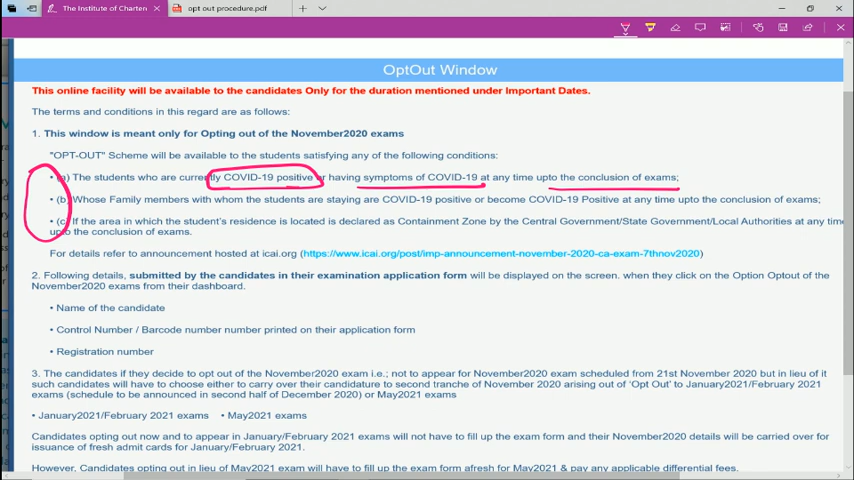 The Institute of Charten
opt out procedure.pdf
OptOut Window
This online facility will be available to the candidates Only for the duration mentioned under Important Dates.
The terms and conditions in this regard are as follows:
1. This window is meant only for Opting out of the November2020 exams
"OPT-OUT" Scheme will be available to the students satisfying any of the following conditions:
• (a) The students who are currently COVID-19 positive or having symptoms of COVID-19 at any time upto the conclusion of exams;
• (b) Whose Family members with whom the students are staying are COVID-19 positive or become COVID-19 Positive at any time upto the conclusion of exams;
• (c) If the area in which the student's residence is located is declared as Containment Zone by the Central Government/State Government/Local Authorities at any time
upto the conclusion of exams.
For details refer to announcement hosted at icai.org (https://www.icai.org/post/imp-announcement-november-2020-ca-exam-7thnov2020)
2. Following details, submitted by the candidates in their examination application form will be displayed on the screen. when they click on the Option Optout of the
November2020 exams from their dashboard.
• Name of the candidate
• Control Number / Barcode number number printed on their application form
• Registration number
3. The candidates if they decide to opt out of the November2020 exam i.e.; not to appear for November2020 exam scheduled from 21st November 2020 but in lieu of it
such candidates will have to choose either to carry over their candidature to second tranche of November 2020 arising out of 'Opt Out' to January2021/February 2021
exams (schedule to be announced in second half of December 2020) or May2021 exams
• January2021/February 2021 exams • May2021 exams
Candidates opting out now and to appear in January/February 2021 exams will not have to fill up the exam form and their November2020 details will be carried over for
issuance of fresh admit cards for January/February 2021.
However, Candidates opting out in lieu of May2021 exam will have to fill up the exam form afresh for May2021 & pay any applicable differential fees.